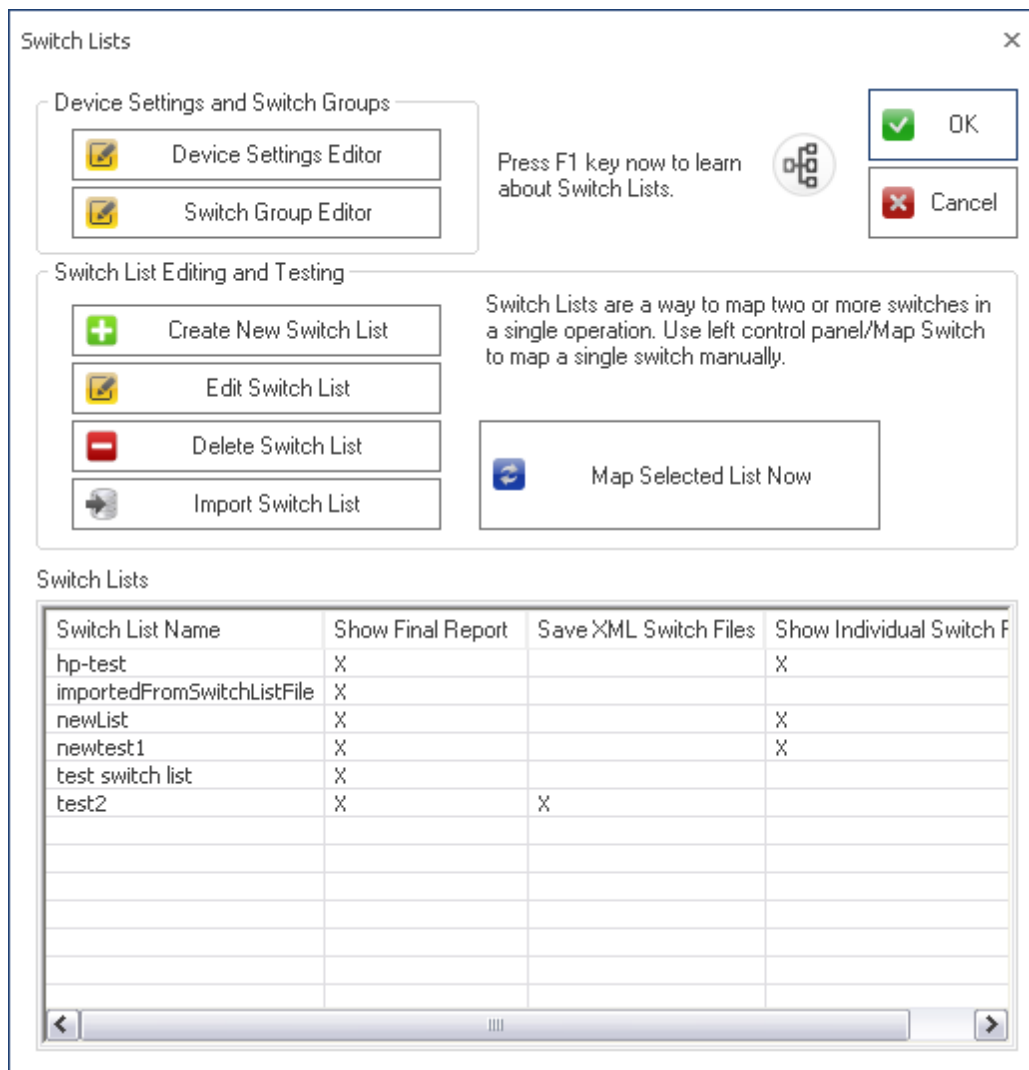 Switch Lists
Device Settings and Switch Groups
Device Settings Editor
Switch Group Editor
Press F1 key now to learn
about Switch Lists.
OK
Cancel
Switch List Editing and Testing
Create New Switch List
Edit Switch List
Delete Switch List
Import Switch List
Switch Lists are a way to map two or more switches in
a single operation. Use left control panel/Map Switch
to map a single switch manually.
Map Selected List Now
Switch Lists
Switch List Name Show Final Report Save XML Switch Files Show Individual Switch
hp-test X X
importedFromSwitchListFile X
newList X X
newtest1 X X
test switch list X
test2 X X